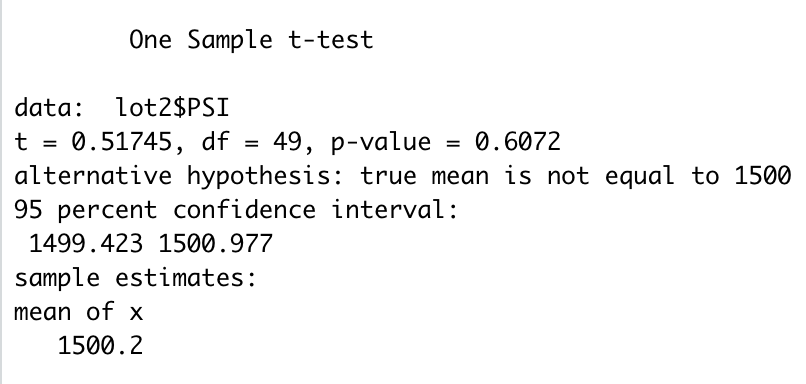 One Sample t-test
data:  lot2$PSI
t = 0.51745, df = 49, p-value = 0.6072
alternative hypothesis: true mean is not equal to 1500
95 percent confidence interval:
1499.423 1500.977
sample estimates:
mean of x
1500.2